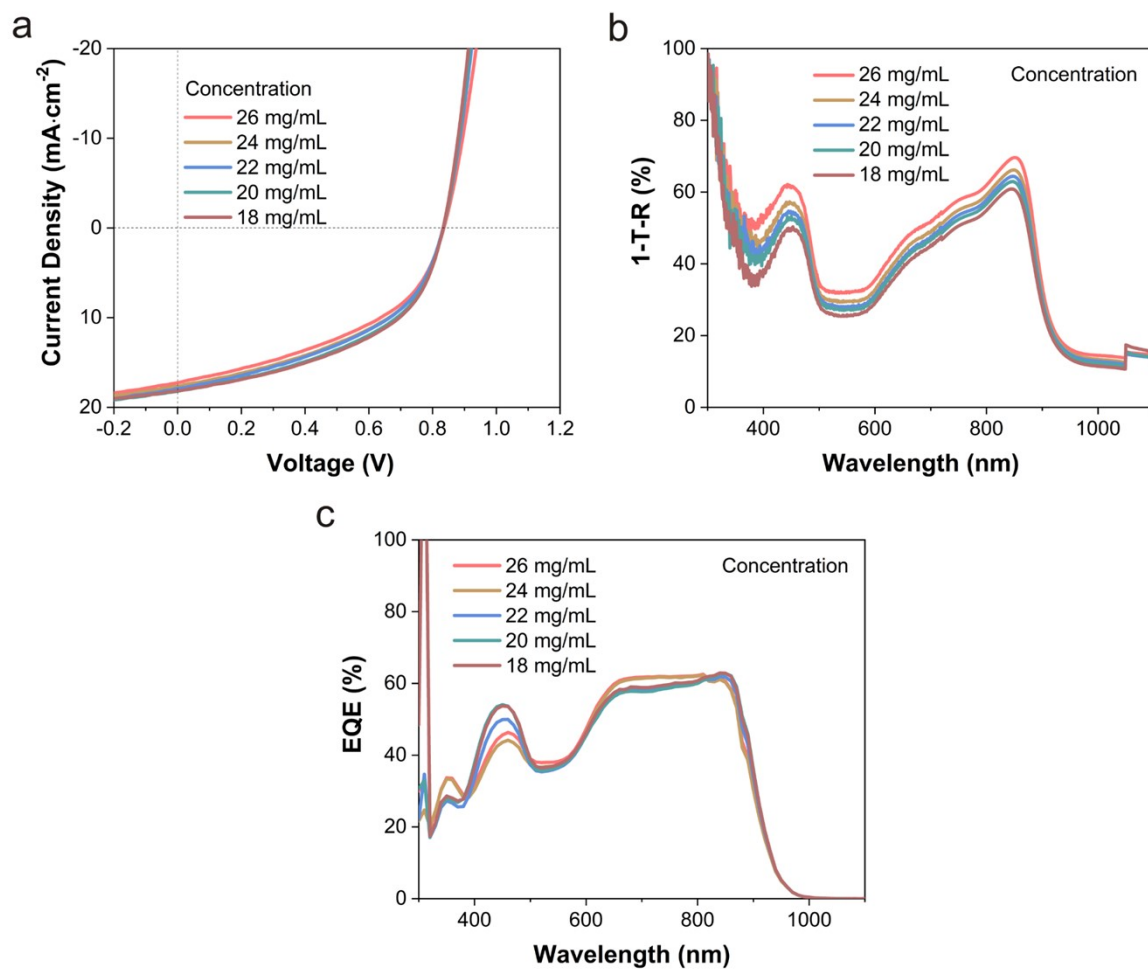 a
Current Density (mA·cm⁻²)
-20
-10
0
10
20
Concentration
26 mg/mL
24 mg/mL
22 mg/mL
20 mg/mL
18 mg/mL
-0.2 0.0 0.2 0.4 0.6 0.8 1.0 1.2
Voltage (V)
b
1-T-R (%)
100
80
60
40
20
0
26 mg/mL
24 mg/mL
22 mg/mL
20 mg/mL
18 mg/mL
Concentration
400 600 800 1000
Wavelength (nm)
c
EQE (%)
100
80
60
40
20
0
26 mg/mL
24 mg/mL
22 mg/mL
20 mg/mL
18 mg/mL
Concentration
400 600 800 1000
Wavelength (nm)